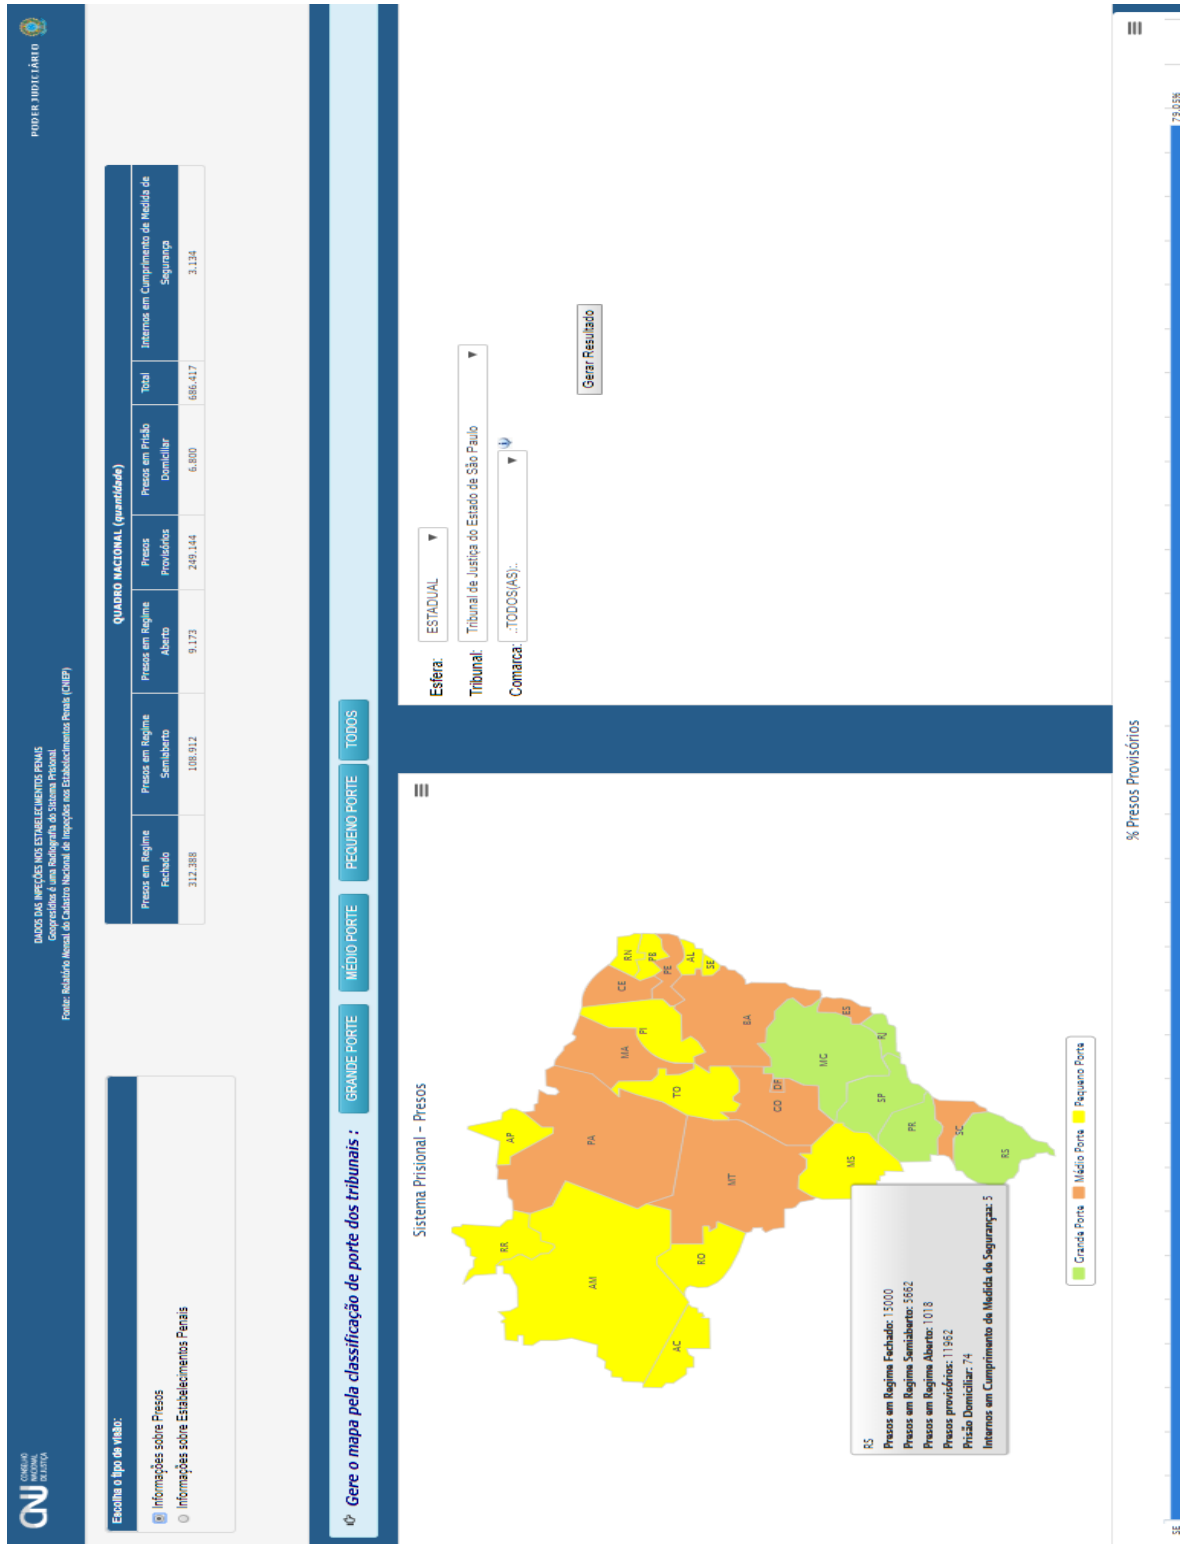 CNJ
CONSELHO
NACIONAL
DE JUSTIÇA
DADOS DAS INPEÇÕES NOS ESTABELECIMENTOS PENAIS
Geopresídios é uma Radiografia do Sistema Prisional
Fonte: Relatório Mensal do Cadastro Nacional de Inspeções nos Estabelecimentos Penais (CNIEP)
PODER JUDICIÁRIO
Escolha o tipo de visão:
Informações sobre Presos
Informações sobre Estabelecimentos Penais
QUADRO NACIONAL (quantidade)
Presos em Regime Fechado
Presos em Regime Semiaberto
Presos em Regime Aberto
Presos Provisórios
Presos em Prisão Domiciliar
Total
Internos em Cumprimento de Medida de Segurança
312.388 108.912 9.173 249.144 6.800 686.417 3.134
Gere o mapa pela classificação de porte dos tribunais :
GRANDE PORTE
MÉDIO PORTE
PEQUENO PORTE
TODOS
Sistema Prisional – Presos
RR
AP
AM
PA
MA
CE
RN
PB
PE
AL
SE
PI
TO
AC
RO
MT
BA
GO
DF
MG
ES
MS
SP
RJ
PR
SC
RS
RS
Presos em Regime Fechado: 15000
Presos em Regime Semiaberto: 5662
Presos em Regime Aberto: 1018
Presos provisórios: 11962
Prisão Domiciliar: 74
Internos em Cumprimento de Medida de Segurançaa: 5
Grande Porte
Médio Porte
Pequeno Porte
Esfera: ESTADUAL
Tribunal: Tribunal de Justiça do Estado de São Paulo
Comarca: .:TODOS(AS):.
Gerar Resultado
% Presos Provisórios
SE
79.05%